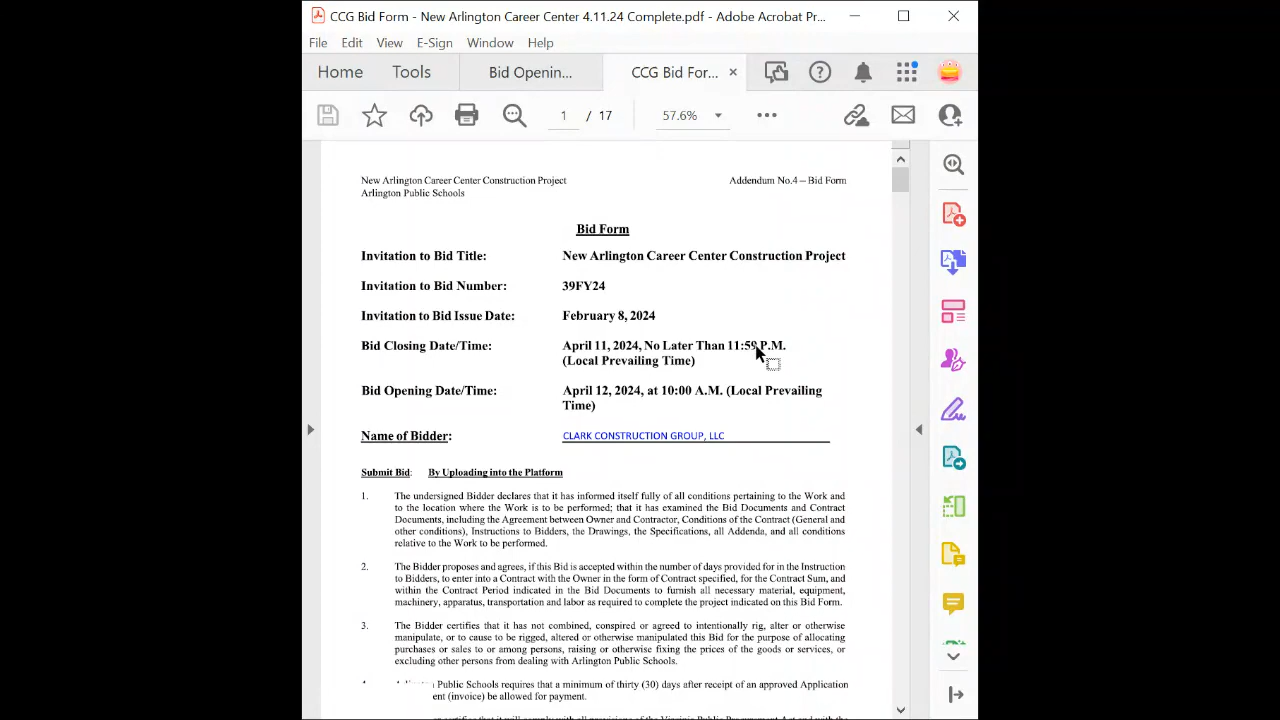 CCG Bid Form - New Arlington Career Center 4.11.24 Complete.pdf - Adobe Acrobat Pr...
File Edit View E-Sign Window Help
Home Tools Bid Openin... CCG Bid For... ×
1 / 17 57.6%
New Arlington Career Center Construction Project Addendum No.4 – Bid Form
Arlington Public Schools
Bid Form
Invitation to Bid Title: New Arlington Career Center Construction Project
Invitation to Bid Number: 39FY24
Invitation to Bid Issue Date: February 8, 2024
Bid Closing Date/Time: April 11, 2024, No Later Than 11:59 P.M.
(Local Prevailing Time)
Bid Opening Date/Time: April 12, 2024, at 10:00 A.M. (Local Prevailing
Time)
Name of Bidder: CLARK CONSTRUCTION GROUP, LLC
Submit Bid: By Uploading into the Platform
1. The undersigned Bidder declares that it has informed itself fully of all conditions pertaining to the Work and
to the location where the Work is to be performed; that it has examined the Bid Documents and Contract
Documents, including the Agreement between Owner and Contractor, Conditions of the Contract (General and
other conditions), Instructions to Bidders, the Drawings, the Specifications, all Addenda, and all conditions
relative to the Work to be performed.
2. The Bidder proposes and agrees, if this Bid is accepted within the number of days provided for in the Instruction
to Bidders, to enter into a Contract with the Owner in the form of Contract specified, for the Contract Sum, and
within the Contract Period indicated in the Bid Documents to furnish all necessary material, equipment,
machinery, apparatus, transportation and labor as required to complete the project indicated on this Bid Form.
3. The Bidder certifies that it has not combined, conspired or agreed to intentionally rig, alter or otherwise
manipulate, or to cause to be rigged, altered or otherwise manipulated this Bid for the purpose of allocating
purchases or sales to or among persons, raising or otherwise fixing the prices of the goods or services, or
excluding other persons from dealing with Arlington Public Schools.
Public Schools requires that a minimum of thirty (30) days after receipt of an approved Application
ent (invoice) be allowed for payment.